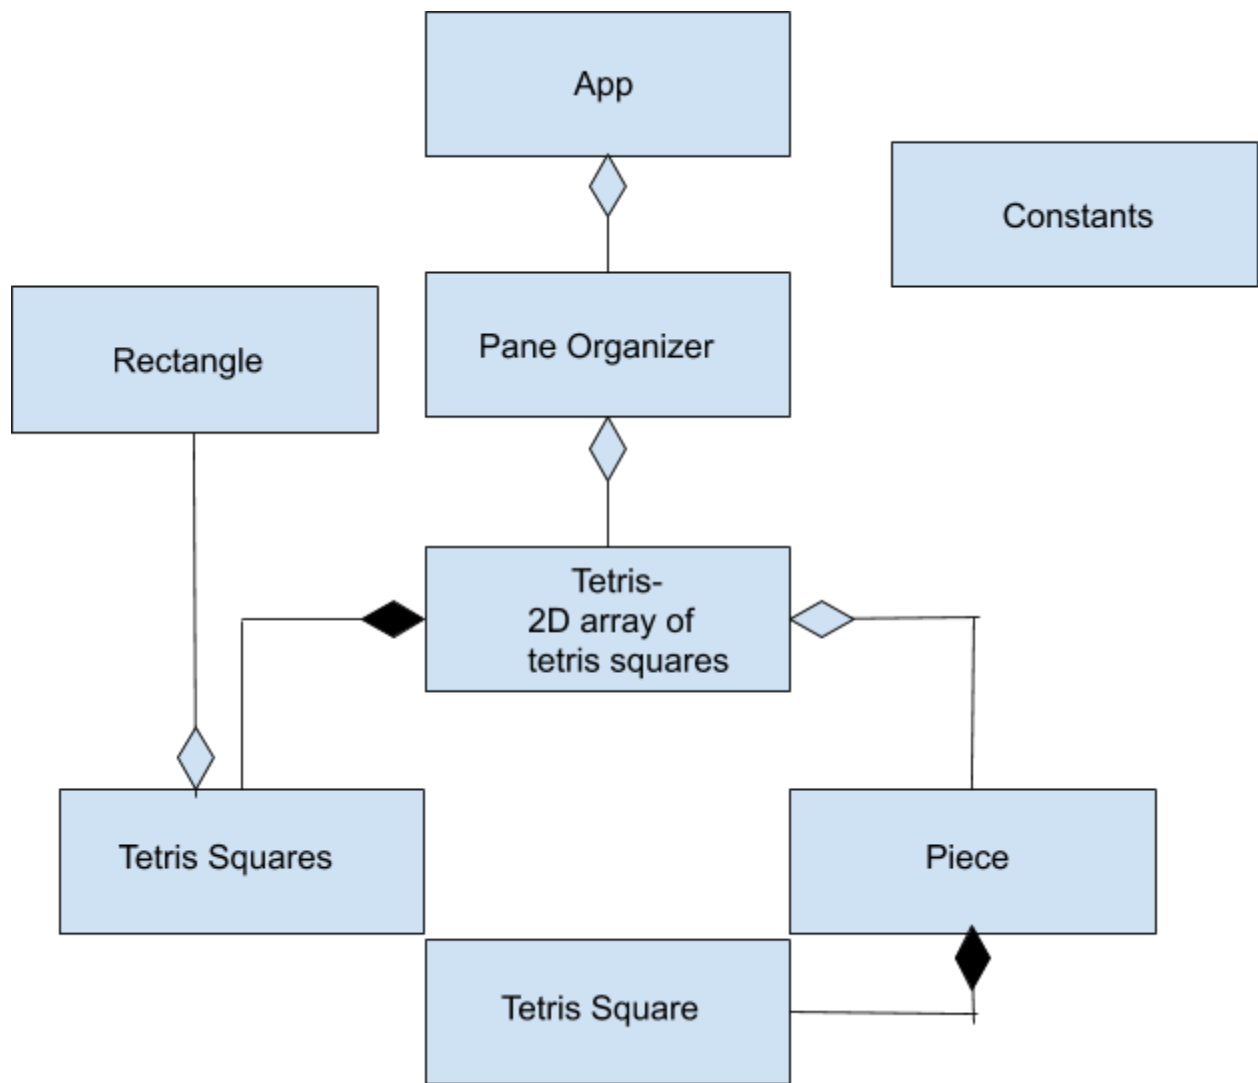 App
Constants
Pane Organizer
Rectangle
Tetris-
2D array of
tetris squares
Tetris Squares
Piece
Tetris Square